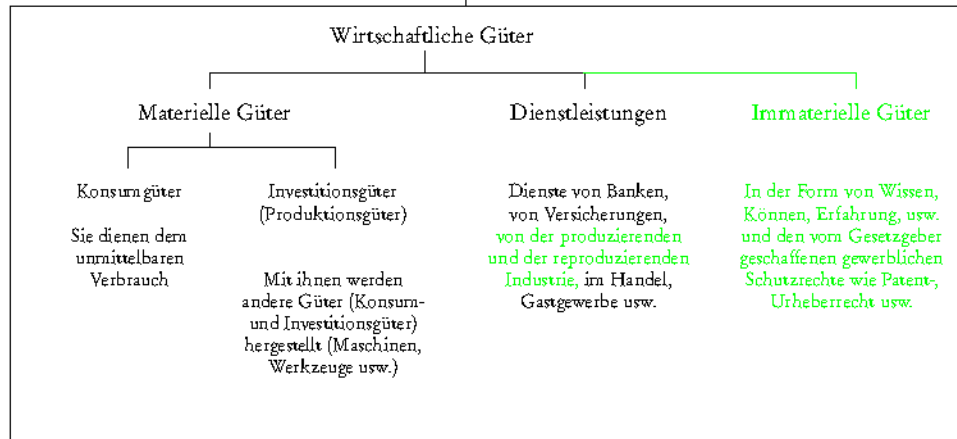 Wirtschaftliche Güter
Materielle Güter
Dienstleistungen
Immaterielle Güter
Konsumgüter
Sie dienen dem
unmittelbaren
Verbrauch
Investitionsgüter
(Produktionsgüter)
Mit ihnen werden
andere Güter (Konsum-
und Investitionsgüter)
hergestellt (Maschinen,
Werkzeuge usw.)
Dienste von Banken,
von Versicherungen,
von der produzierenden
und der reproduzierenden
Industrie, im Handel,
Gastgewerbe usw.
In der Form von Wissen,
Können, Erfahrung, usw.
und den vom Gesetzgeber
geschaffenen gewerblichen
Schutzrechte wie Patent-,
Urheberrecht usw.